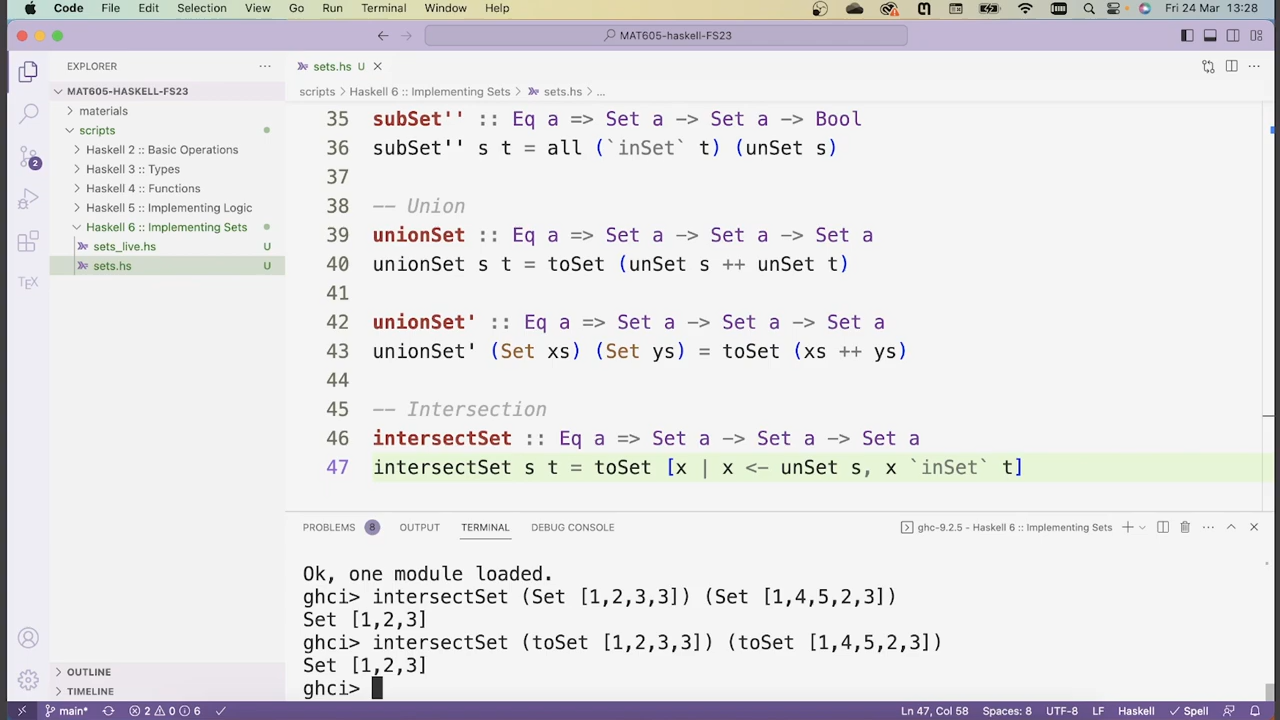 Code File Edit Selection View Go Run Terminal Window Help Fri 24 Mar 13:28
MAT605-haskell-FS23
EXPLORER
sets.hs U
MAT605-HASKELL-FS23
materials
scripts
Haskell 2 :: Basic Operations
Haskell 3 :: Types
Haskell 4 :: Functions
Haskell 5 :: Implementing Logic
Haskell 6 :: Implementing Sets
sets_live.hs U
sets.hs U
2
TEX
OUTLINE
TIMELINE
scripts > Haskell 6 :: Implementing Sets > sets.hs > ...
35 subSet'' :: Eq a => Set a -> Set a -> Bool
36 subSet'' s t = all (`inSet` t) (unSet s)
37
38 -- Union
39 unionSet :: Eq a => Set a -> Set a -> Set a
40 unionSet s t = toSet (unSet s ++ unSet t)
41
42 unionSet' :: Eq a => Set a -> Set a -> Set a
43 unionSet' (Set xs) (Set ys) = toSet (xs ++ ys)
44
45 -- Intersection
46 intersectSet :: Eq a => Set a -> Set a -> Set a
47 intersectSet s t = toSet [x | x <- unSet s, x `inSet` t]
PROBLEMS 8 OUTPUT TERMINAL DEBUG CONSOLE ghc-9.2.5 - Haskell 6 :: Implementing Sets
Ok, one module loaded.
ghci> intersectSet (Set [1,2,3,3]) (Set [1,4,5,2,3])
Set [1,2,3]
ghci> intersectSet (toSet [1,2,3,3]) (toSet [1,4,5,2,3])
Set [1,2,3]
ghci>
main* 2 0 6 Ln 47, Col 58 Spaces: 8 UTF-8 LF Haskell Spell